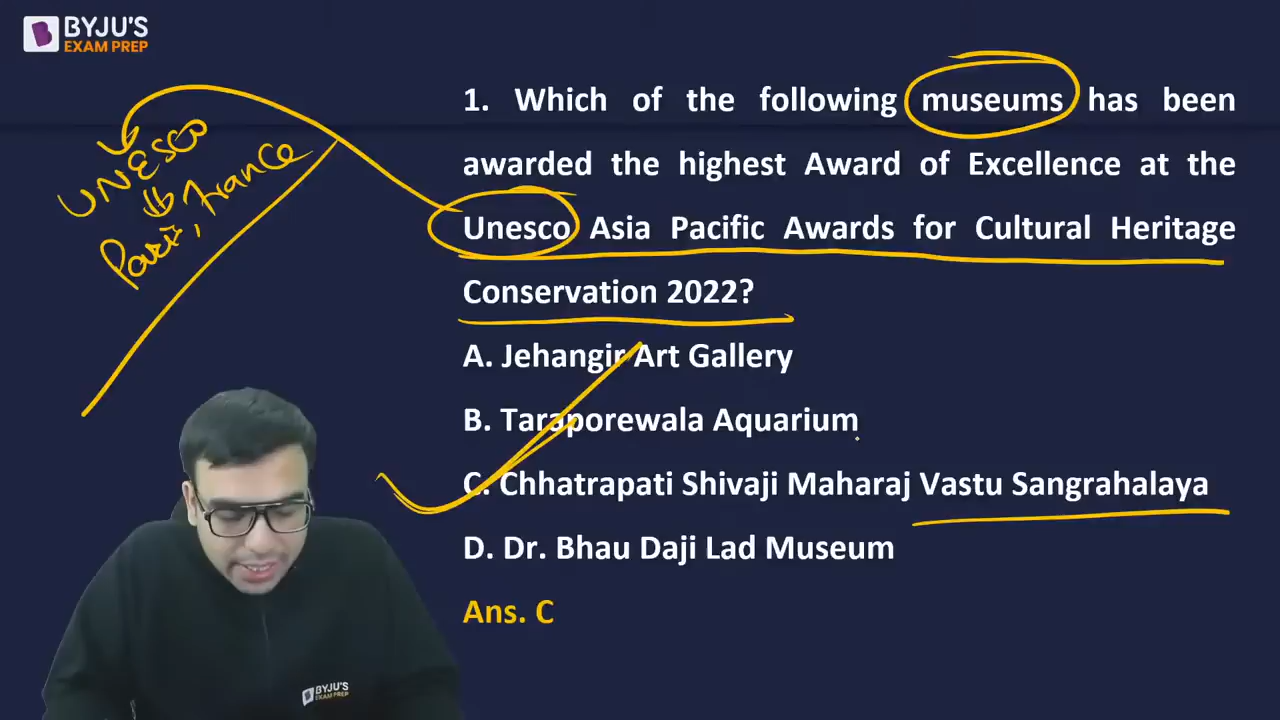 BYJU'S
EXAM PREP
1. Which of the following museums has been
awarded the highest Award of Excellence at the
Unesco Asia Pacific Awards for Cultural Heritage
Conservation 2022?
A. Jehangir Art Gallery
B. Taraporewala Aquarium
C. Chhatrapati Shivaji Maharaj Vastu Sangrahalaya
D. Dr. Bhau Daji Lad Museum
Ans. C
UNESCO
Paris, France
BYJU'S
EXAM PREP